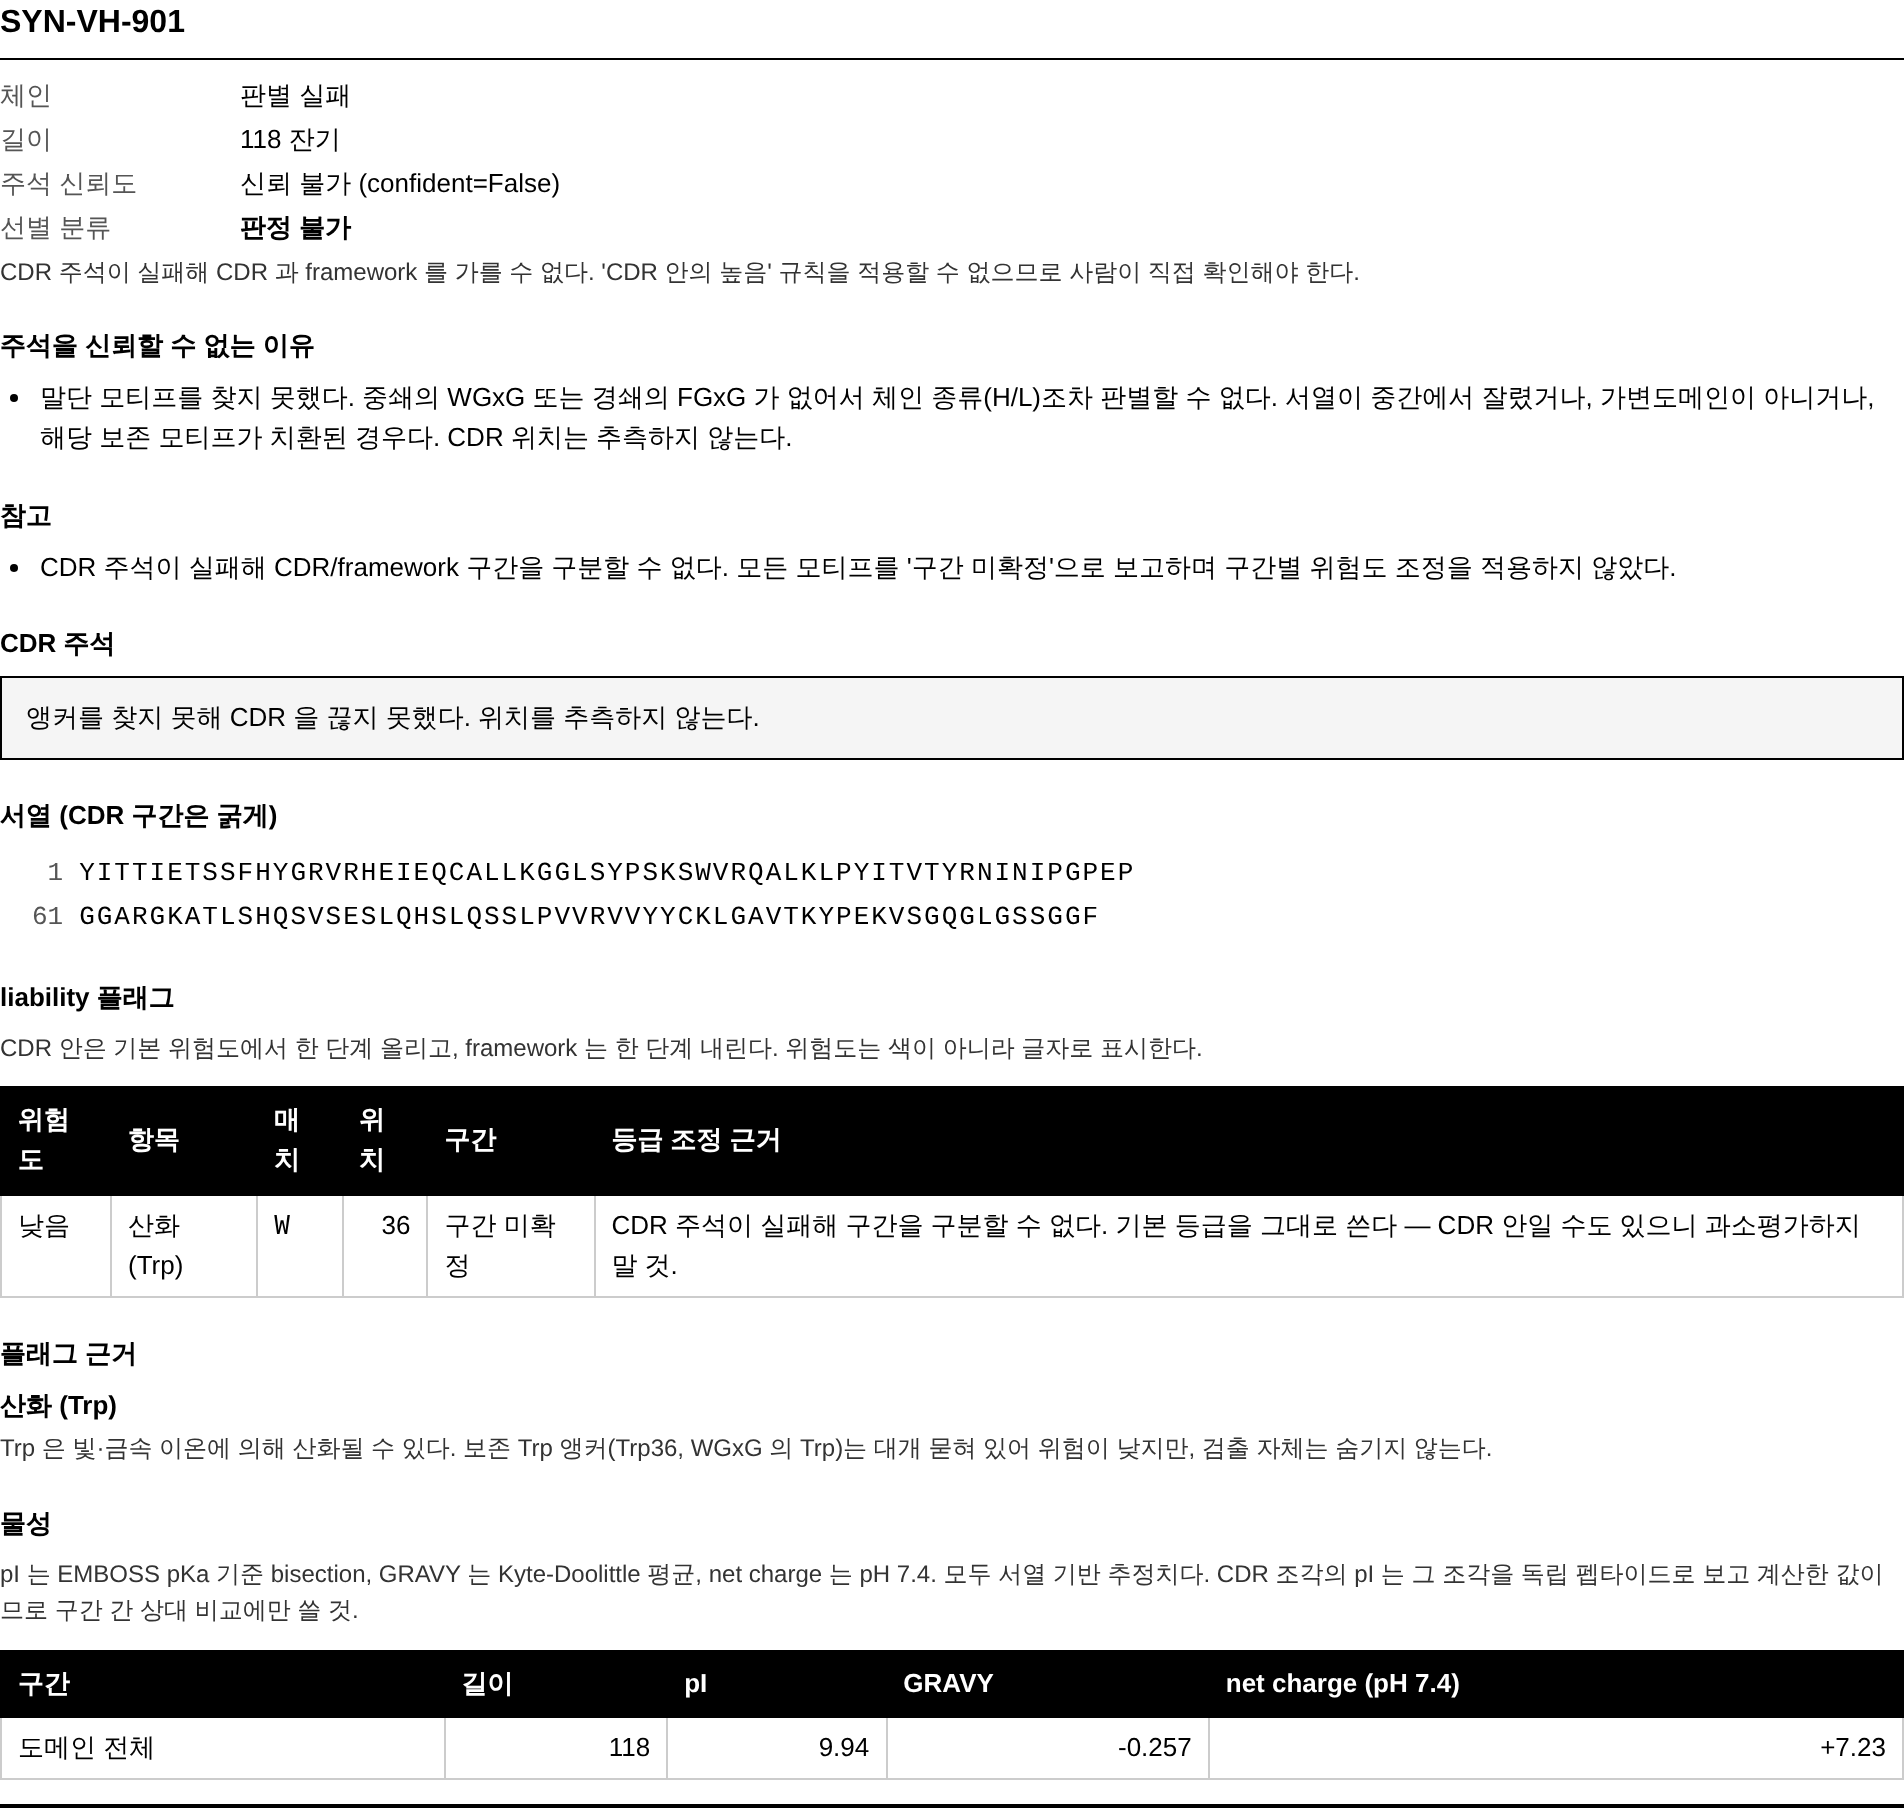 SYN-VH-901
체인 판별 실패
길이 118 잔기
주석 신뢰도 신뢰 불가 (confident=False)
선별 분류 판정 불가
CDR 주석이 실패해 CDR 과 framework 를 가를 수 없다. 'CDR 안의 높음' 규칙을 적용할 수 없으므로 사람이 직접 확인해야 한다.
주석을 신뢰할 수 없는 이유
• 말단 모티프를 찾지 못했다. 중쇄의 WGxG 또는 경쇄의 FGxG 가 없어서 체인 종류(H/L)조차 판별할 수 없다. 서열이 중간에서 잘렸거나, 가변도메인이 아니거나,
해당 보존 모티프가 치환된 경우다. CDR 위치는 추측하지 않는다.
참고
• CDR 주석이 실패해 CDR/framework 구간을 구분할 수 없다. 모든 모티프를 '구간 미확정'으로 보고하며 구간별 위험도 조정을 적용하지 않았다.
CDR 주석
앵커를 찾지 못해 CDR 을 끊지 못했다. 위치를 추측하지 않는다.
서열 (CDR 구간은 굵게)
1 YITTIETSSFHYGRVRHEIEQCALLKGGLSYPSKSWVRQALKLPYITVTYRNINIPGPEP
61 GGARGKATLSHQSVSESLQHSLQSSLPVVRVVYYCKLGAVTKYPEKVSGQGLGSSGGF
liability 플래그
CDR 안은 기본 위험도에서 한 단계 올리고, framework 는 한 단계 내린다. 위험도는 색이 아니라 글자로 표시한다.
위험도 항목 매치 위치 구간 등급 조정 근거
낮음 산화 (Trp) W 36 구간 미확정 CDR 주석이 실패해 구간을 구분할 수 없다. 기본 등급을 그대로 쓴다 — CDR 안일 수도 있으니 과소평가하지
말 것.
플래그 근거
산화 (Trp)
Trp 은 빛·금속 이온에 의해 산화될 수 있다. 보존 Trp 앵커(Trp36, WGxG 의 Trp)는 대개 묻혀 있어 위험이 낮지만, 검출 자체는 숨기지 않는다.
물성
pI 는 EMBOSS pKa 기준 bisection, GRAVY 는 Kyte-Doolittle 평균, net charge 는 pH 7.4. 모두 서열 기반 추정치다. CDR 조각의 pI 는 그 조각을 독립 펩타이드로 보고 계산한 값이
므로 구간 간 상대 비교에만 쓸 것.
구간 길이 pI GRAVY net charge (pH 7.4)
도메인 전체 118 9.94 -0.257 +7.23